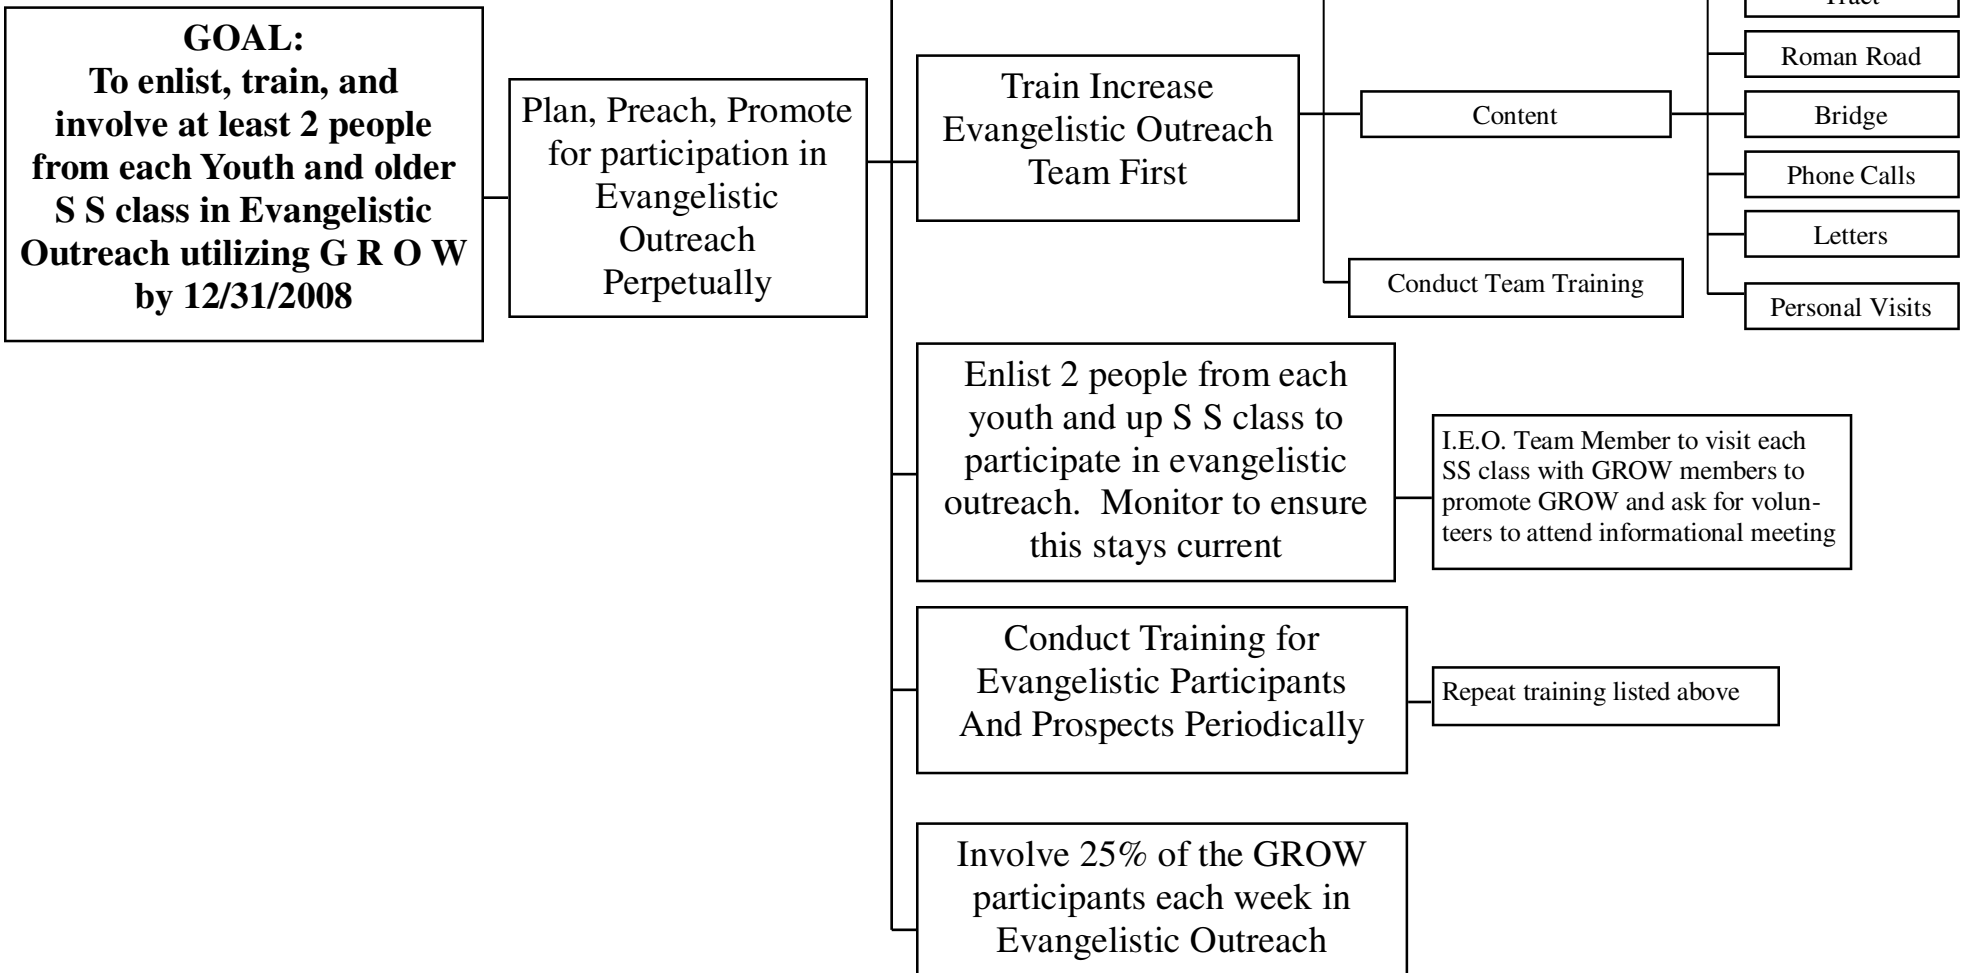 GOAL:
To enlist, train, and
involve at least 2 people
from each Youth and older
S S class in Evangelistic
Outreach utilizing G R O W
by 12/31/2008
Plan, Preach, Promote
for participation in
Evangelistic
Outreach
Perpetually
Train Increase
Evangelistic Outreach
Team First
Content
Conduct Team Training
Tract
Roman Road
Bridge
Phone Calls
Letters
Personal Visits
Enlist 2 people from each
youth and up S S class to
participate in evangelistic
outreach.  Monitor to ensure
this stays current
I.E.O. Team Member to visit each
SS class with GROW members to
promote GROW and ask for volun-
teers to attend informational meeting
Conduct Training for
Evangelistic Participants
And Prospects Periodically
Repeat training listed above
Involve 25% of the GROW
participants each week in
Evangelistic Outreach